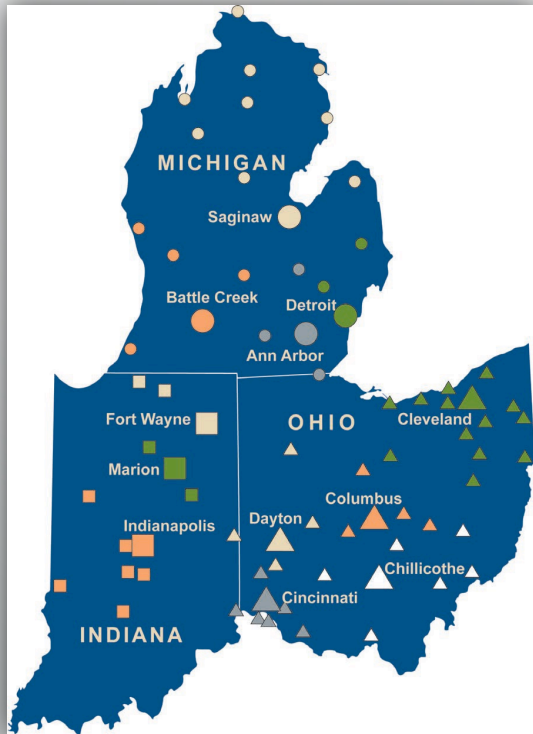 MICHIGAN
Saginaw
Battle Creek
Detroit
Ann Arbor
Fort Wayne
OHIO
Cleveland
Marion
Columbus
Indianapolis
Dayton
Chillicothe
Cincinnati
INDIANA